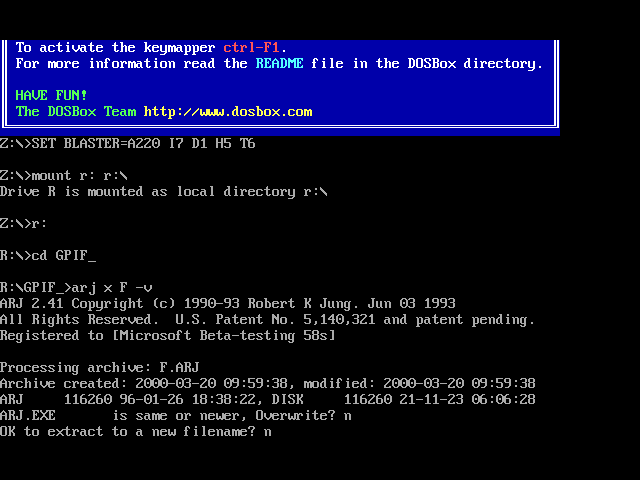 To activate the keymapper ctrl-F1.
For more information read the README file in the DOSBox directory.
HAVE FUN!
The DOSBox Team http://www.dosbox.com
Z:\>SET BLASTER=A220 I7 D1 H5 T6
Z:\>mount r: r:\
Drive R is mounted as local directory r:\
Z:\>r:
R:\>cd GPIF_
R:\GPIF_>arj x F -v
ARJ 2.41 Copyright (c) 1990-93 Robert K Jung. Jun 03 1993
All Rights Reserved.  U.S. Patent No. 5,140,321 and patent pending.
Registered to [Microsoft Beta-testing 58s]
Processing archive: F.ARJ
Archive created: 2000-03-20 09:59:38, modified: 2000-03-20 09:59:38
ARJ     116260 96-01-26 18:38:22, DISK     116260 21-11-23 06:06:28
ARJ.EXE       is same or newer, Overwrite? n
OK to extract to a new filename? n